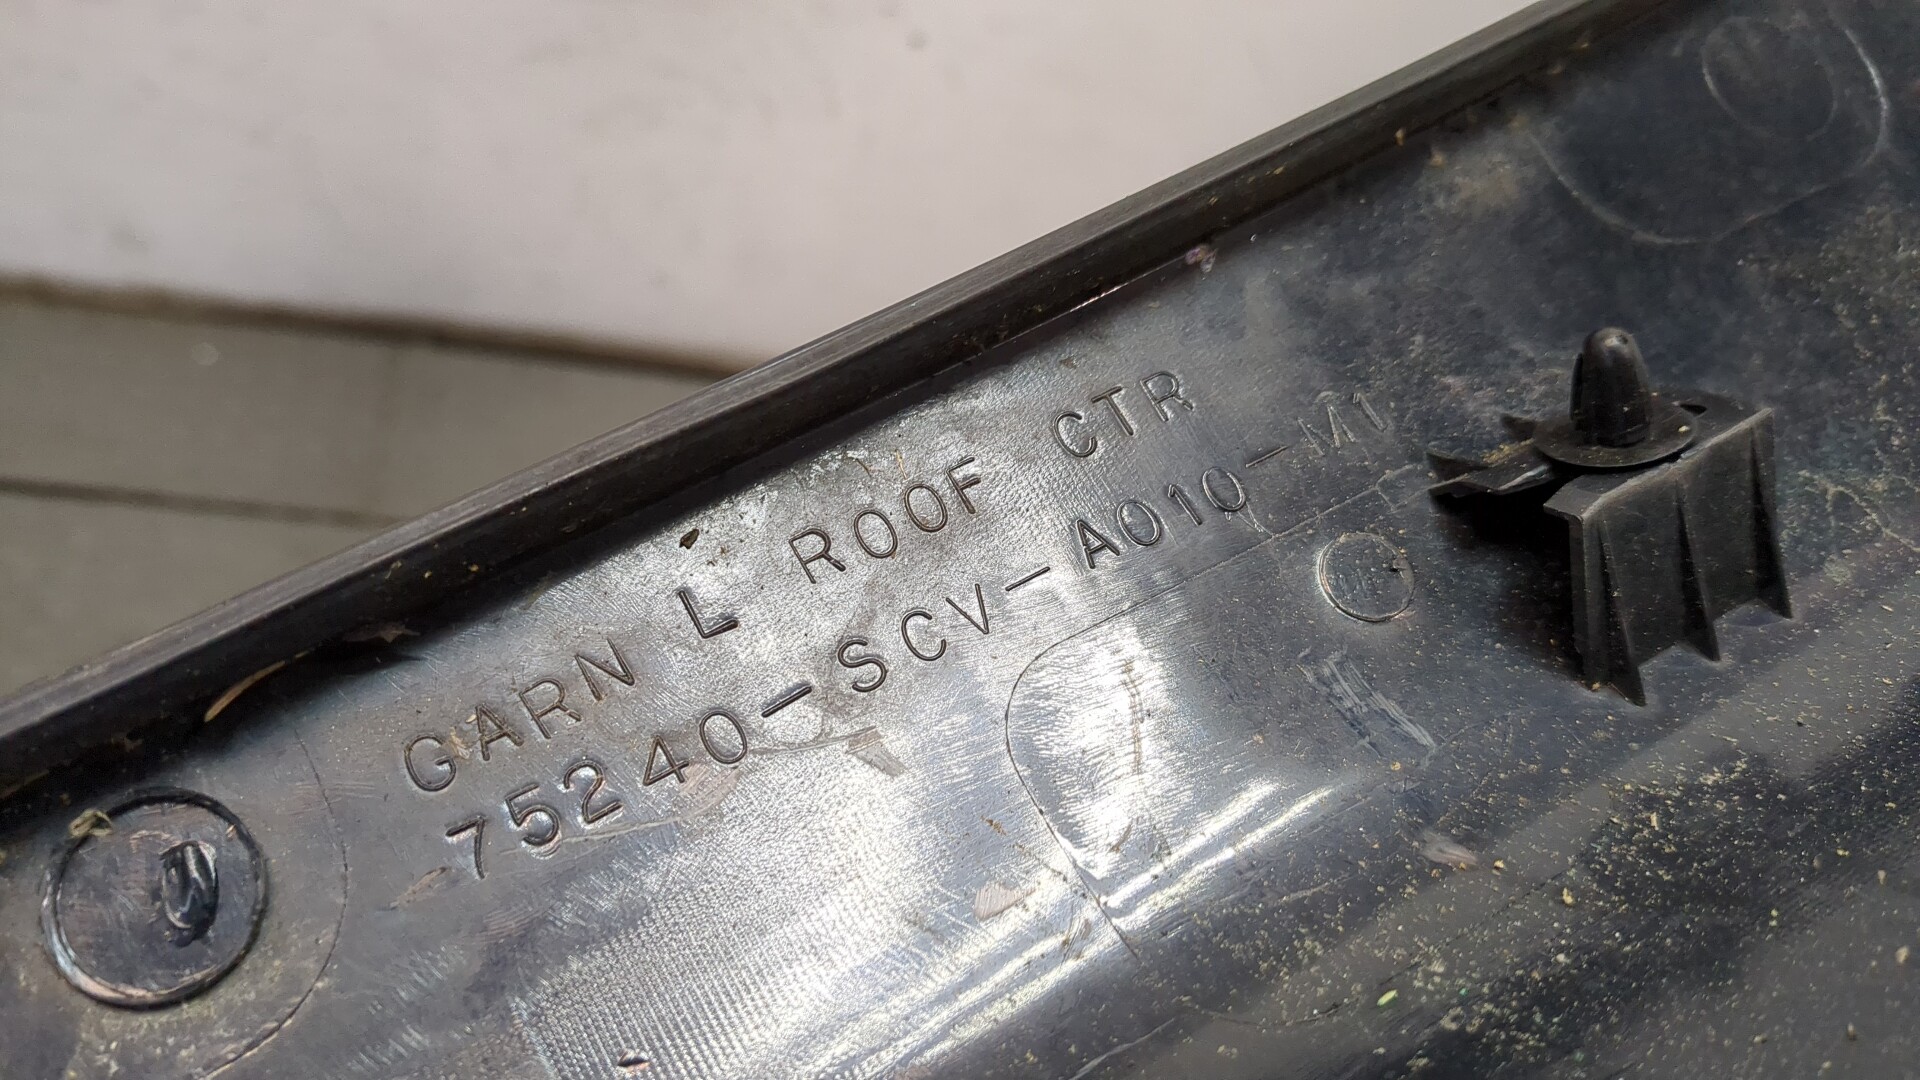 GARN L ROOF CTR
75240-SCV-A010-M1